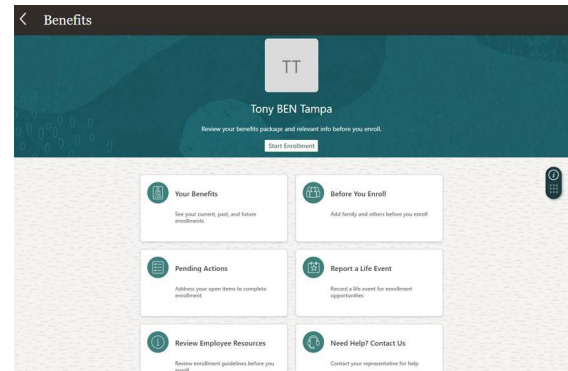 Benefits
TT
Tony BEN Tampa
Review your benefits package and relevant info before you enroll.
Start Enrollment
Your Benefits
See your current, past, and future
enrollments
Before You Enroll
Add family and others before you enroll
Pending Actions
Address your open items to complete
enrollment
Report a Life Event
Record a life event for enrollment
opportunities
Review Employee Resources
Review enrollment guidelines before you
enroll
Need Help? Contact Us
Contact your representative for help